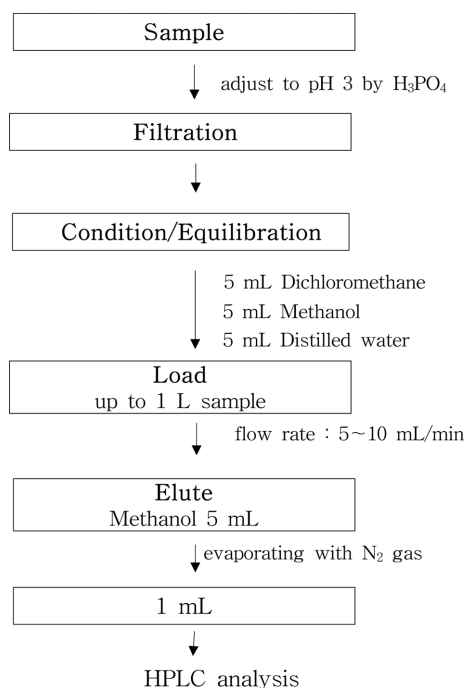 Sample
adjust to pH 3 by H₃PO₄
Filtration
Condition/Equilibration
5 mL Dichloromethane
5 mL Methanol
5 mL Distilled water
Load
up to 1 L sample
flow rate : 5~10 mL/min
Elute
Methanol 5 mL
evaporating with N₂ gas
1 mL
HPLC analysis